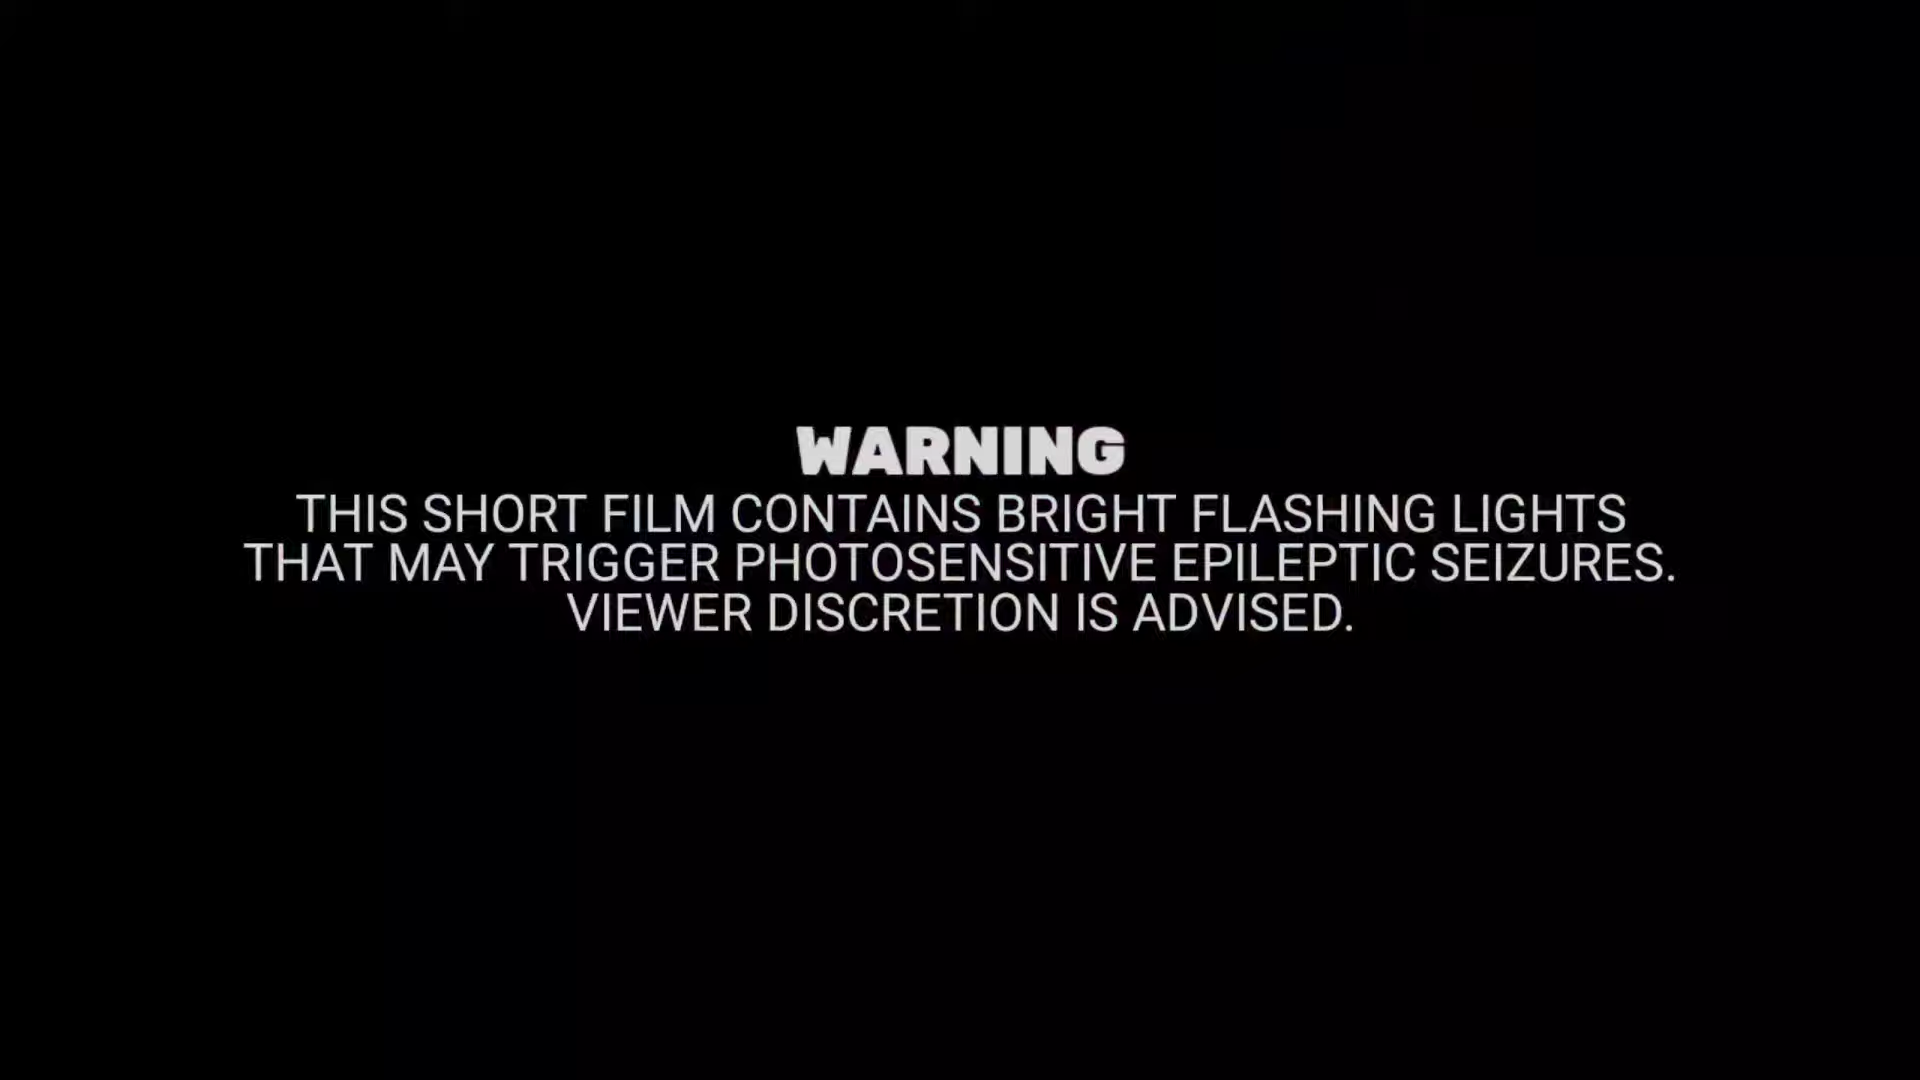 WARNING
THIS SHORT FILM CONTAINS BRIGHT FLASHING LIGHTS
THAT MAY TRIGGER PHOTOSENSITIVE EPILEPTIC SEIZURES.
VIEWER DISCRETION IS ADVISED.